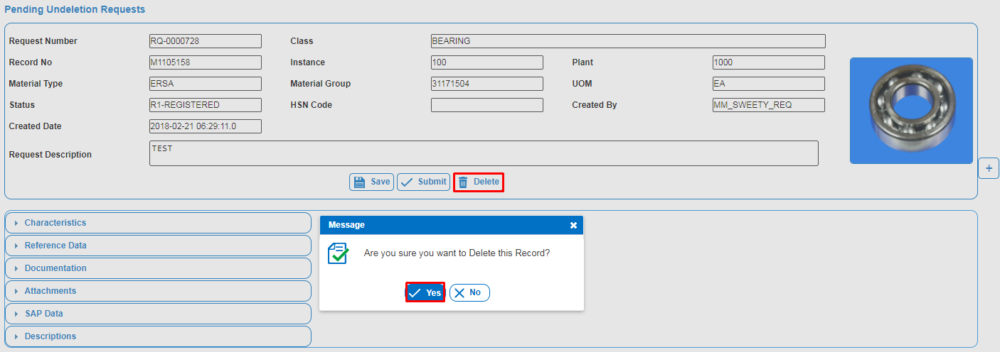 Pending Undeletion Requests
Request Number RQ-0000728 Class BEARING
Record No M1105158 Instance 100 Plant 1000
Material Type ERSA Material Group 31171504 UOM EA
Status R1-REGISTERED HSN Code Created By MM_SWEETY_REQ
Created Date 2018-02-21 06:29:11.0
Request Description TEST
+
Save Submit Delete
Characteristics
Reference Data
Documentation
Attachments
SAP Data
Descriptions
Message
Are you sure you want to Delete this Record?
Yes No